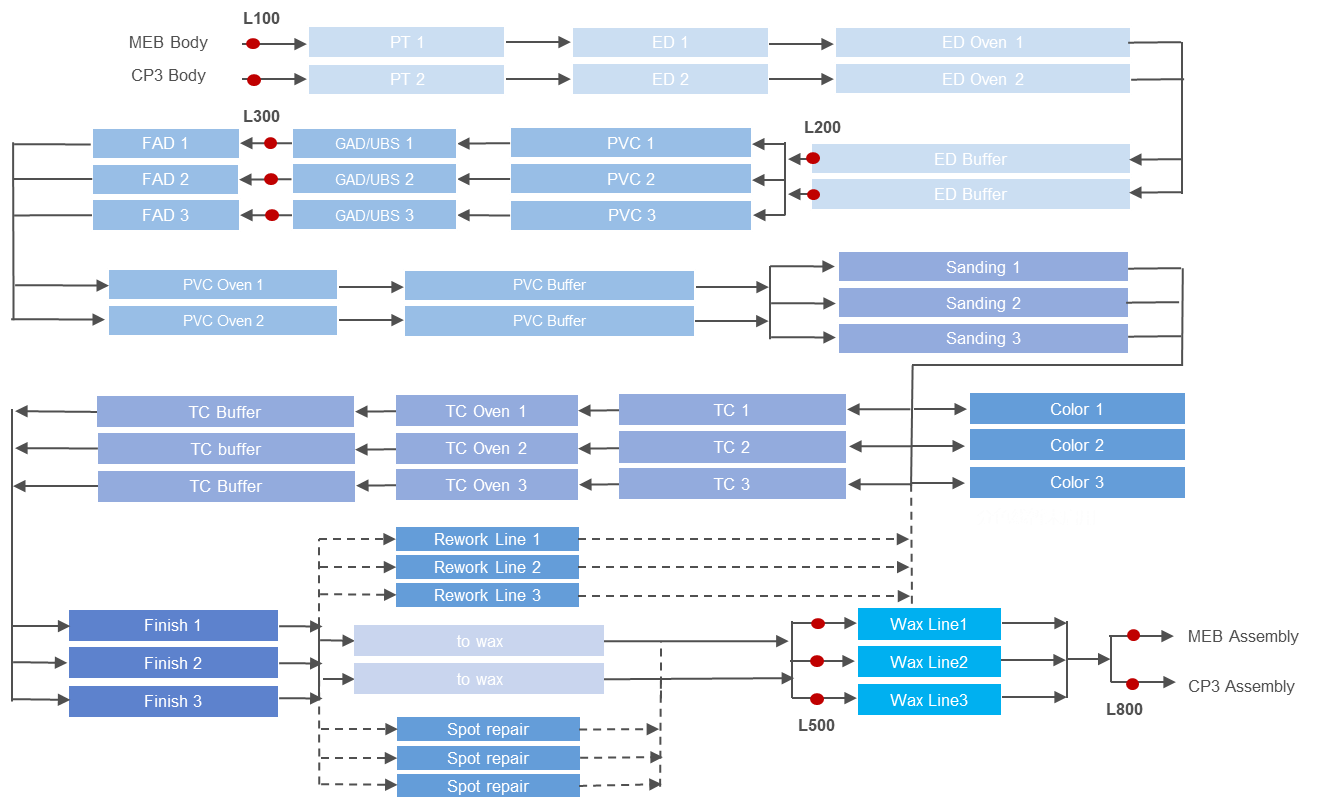 L100
MEB Body
PT 1
ED 1
ED Oven 1
CP3 Body
PT 2
ED 2
ED Oven 2
L300
L200
FAD 1
GAD/UBS 1
PVC 1
ED Buffer
FAD 2
GAD/UBS 2
PVC 2
ED Buffer
FAD 3
GAD/UBS 3
PVC 3
PVC Oven 1
PVC Buffer
Sanding 1
Sanding 2
PVC Oven 2
PVC Buffer
Sanding 3
TC Buffer
TC Oven 1
TC 1
Color 1
TC buffer
TC Oven 2
TC 2
Color 2
TC Buffer
TC Oven 3
TC 3
Color 3
Rework Line 1
Rework Line 2
Rework Line 3
Finish 1
to wax
Wax Line1
MEB Assembly
Finish 2
to wax
Wax Line2
CP3 Assembly
Finish 3
Wax Line3
L800
L500
Spot repair
Spot repair
Spot repair